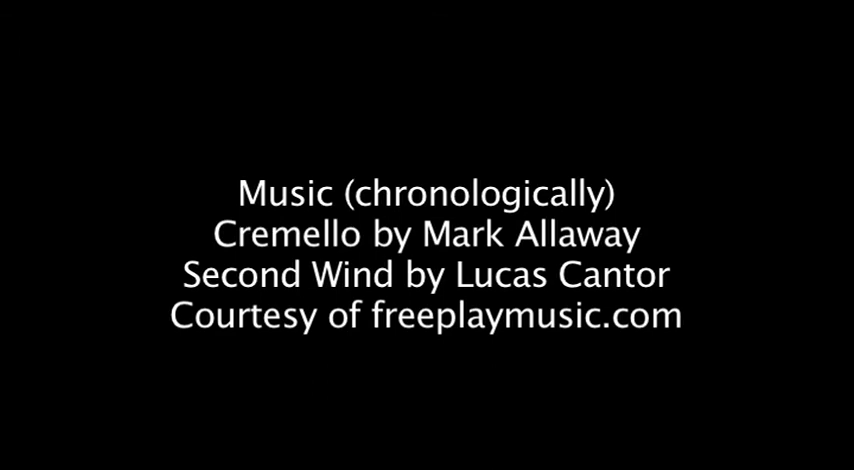 Music (chronologically)
Cremello by Mark Allaway
Second Wind by Lucas Cantor
Courtesy of freeplaymusic.com